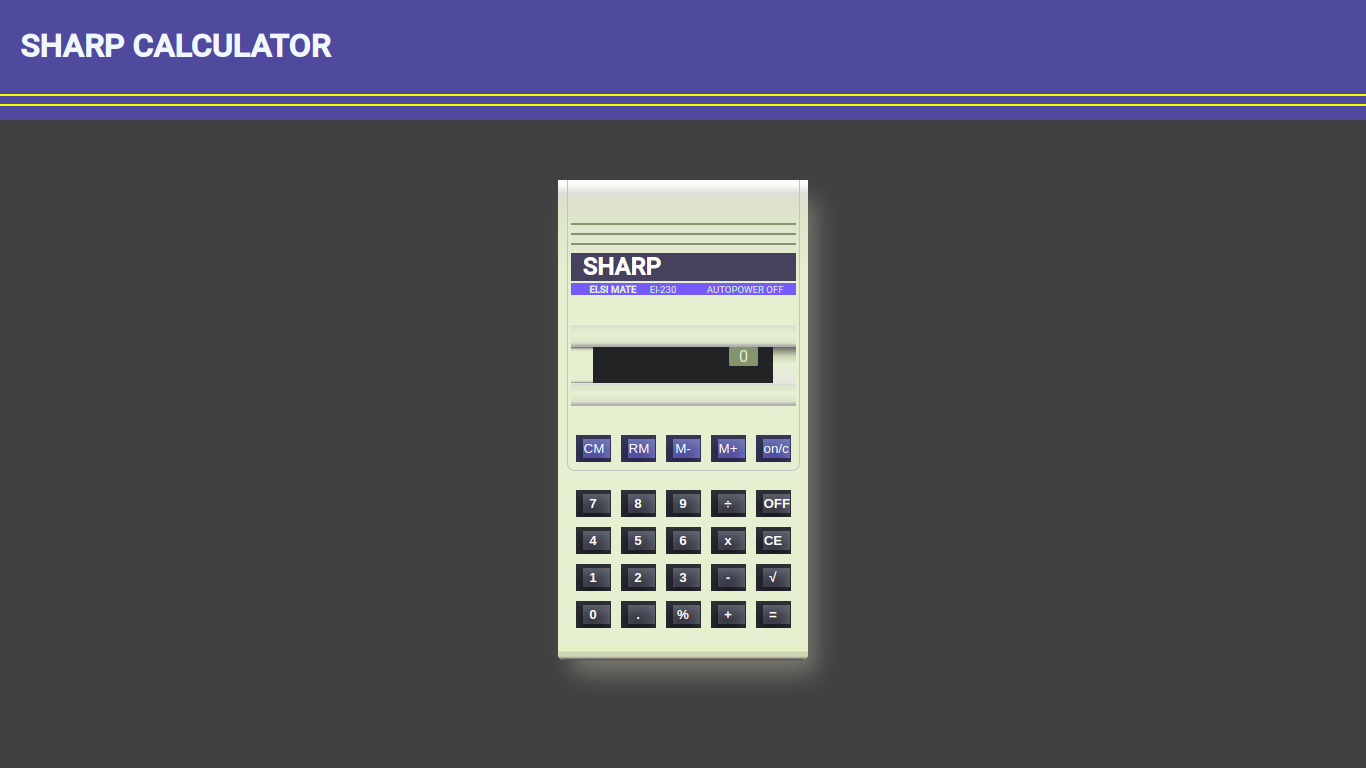 SHARP CALCULATOR
SHARP
ELSI MATE El-230 AUTOPOWER OFF
0
CM RM M- M+ on/c
7 8 9 ÷ OFF
4 5 6 x CE
1 2 3 - √
0 . % + =